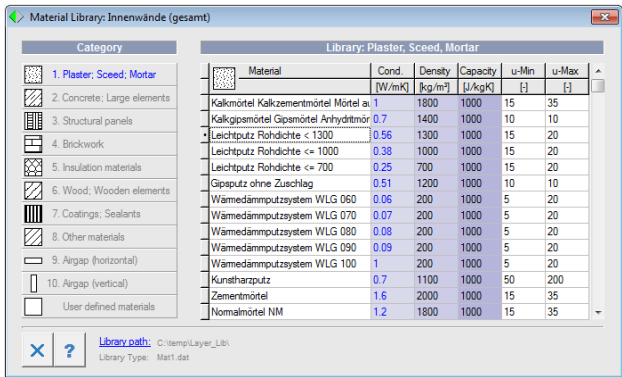 Material Library: Innenwände (gesamt)
Category
Library: Plaster, Sceed, Mortar
1. Plaster; Sceed; Mortar
2. Concrete; Large elements
3. Structural panels
4. Brickwork
5. Insulation materials
6. Wood; Wooden elements
7. Coatings; Sealants
8. Other materials
9. Airgap (horizontal)
10. Airgap (vertical)
User defined materials
Material Cond. Density Capacity u-Min u-Max
[W/mK] [kg/m³] [J/kgK] [-] [-]
Kalkmörtel Kalkzementmörtel Mörtel au 1 1800 1000 15 35
Kalkgipsmörtel Gipsmörtel Anhydritmör 0.7 1400 1000 10 10
Leichtputz Rohdichte < 1300 0.56 1300 1000 15 20
Leichtputz Rohdichte <= 1000 0.38 1000 1000 15 20
Leichtputz Rohdichte <= 700 0.25 700 1000 15 20
Gipsputz ohne Zuschlag 0.51 1200 1000 10 10
Wärmedämmputzsystem WLG 060 0.06 200 1000 5 20
Wärmedämmputzsystem WLG 070 0.07 200 1000 5 20
Wärmedämmputzsystem WLG 080 0.08 200 1000 5 20
Wärmedämmputzsystem WLG 090 0.09 200 1000 5 20
Wärmedämmputzsystem WLG 100 1 200 1000 5 20
Kunstharzputz 0.7 1100 1000 50 200
Zementmörtel 1.6 2000 1000 15 35
Normalmörtel NM 1.2 1800 1000 15 35
Library path: C:\temp\Layer_Lib\
Library Type: Mat1.dat